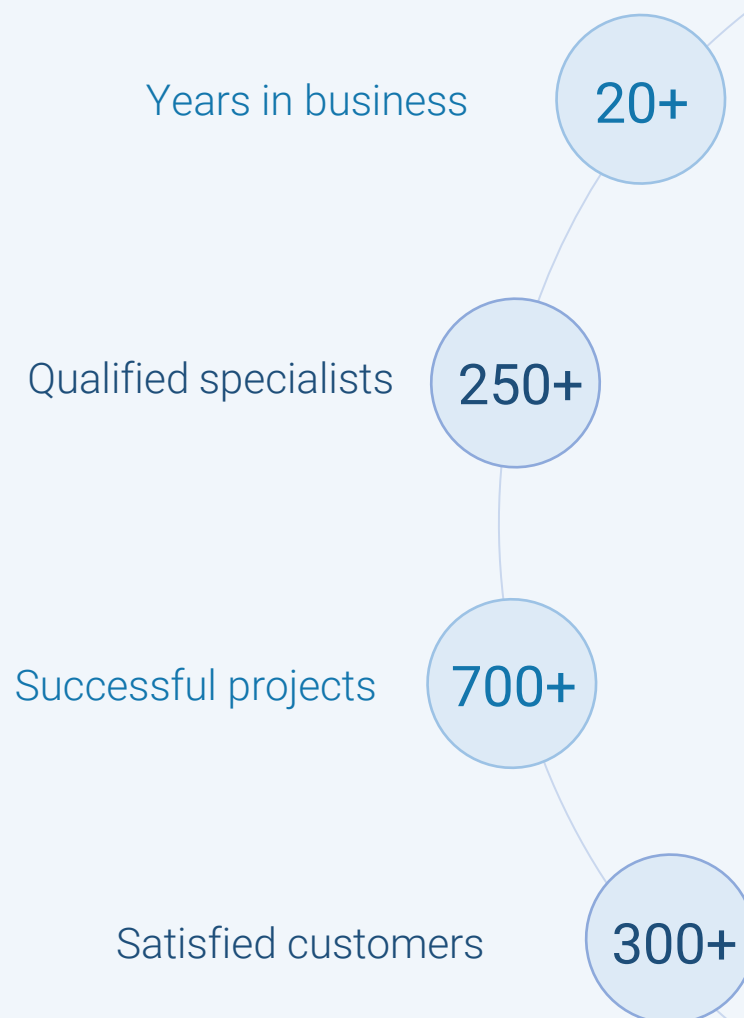 Years in business 20+
Qualified specialists 250+
Successful projects 700+
Satisfied customers 300+